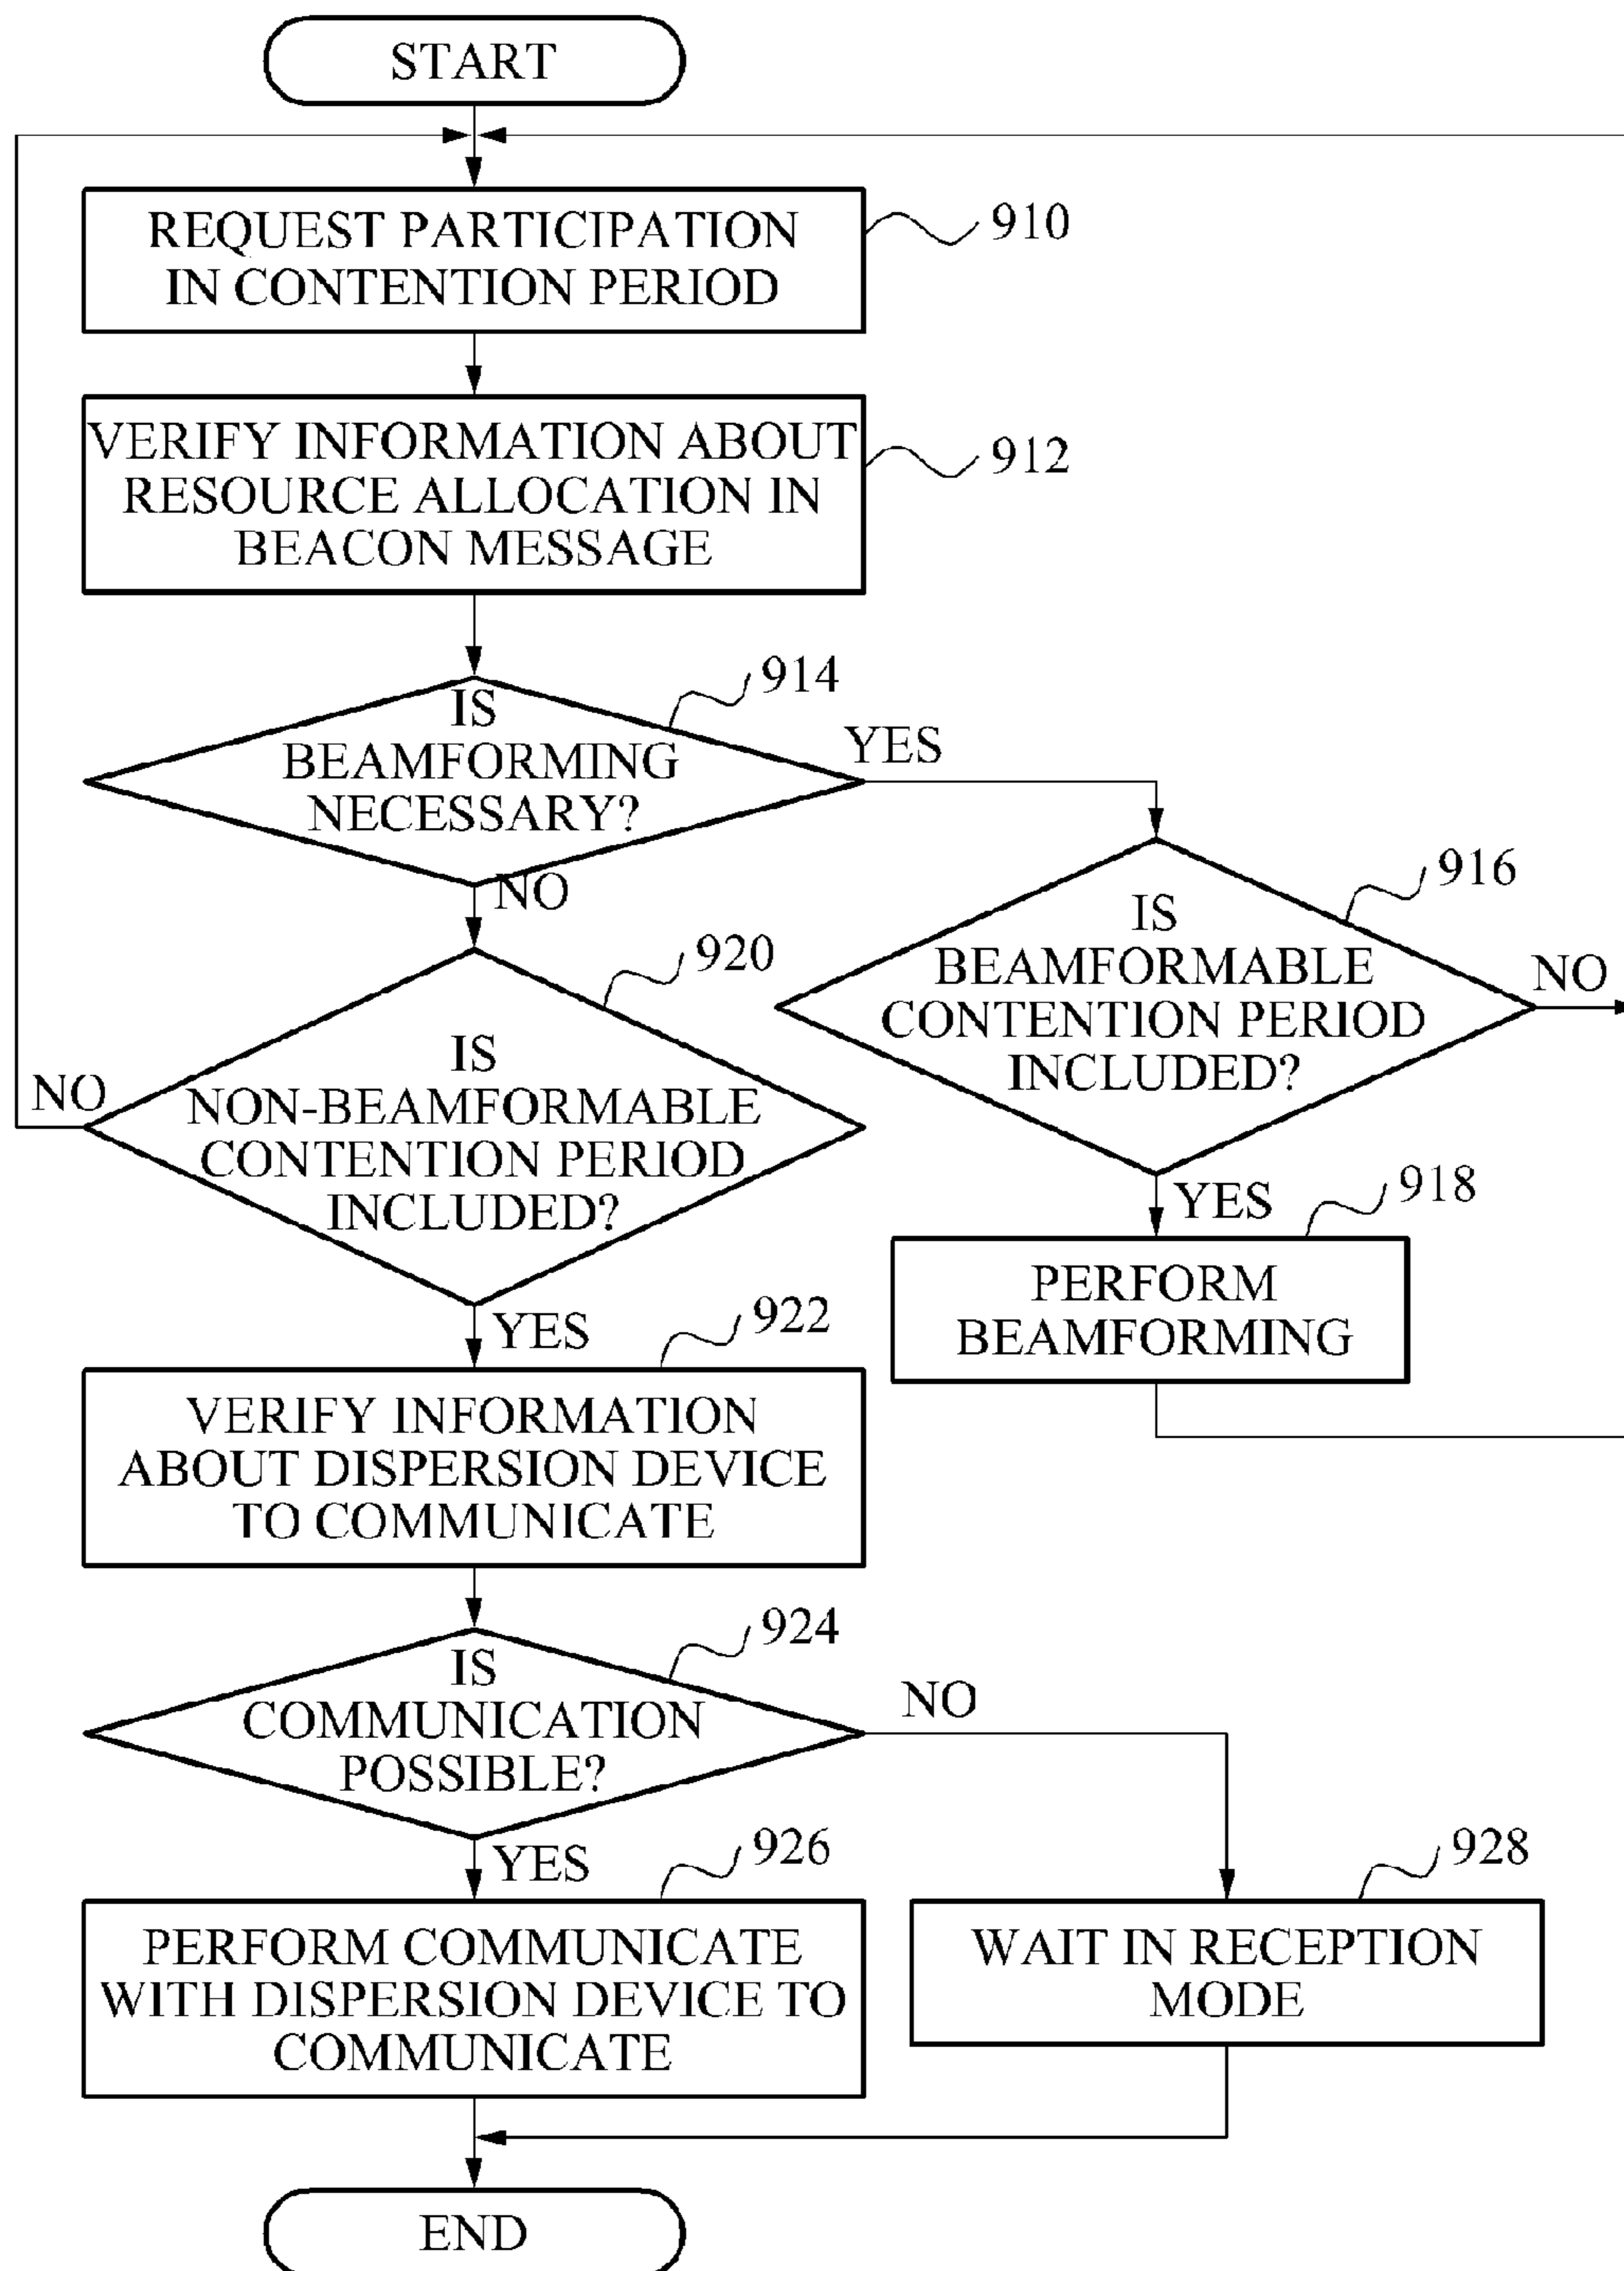 START
REQUEST PARTICIPATION
IN CONTENTION PERIOD
910
VERIFY INFORMATION ABOUT
RESOURCE ALLOCATION IN
BEACON MESSAGE
912
IS
BEAMFORMING
NECESSARY?
914
YES
NO
IS
BEAMFORMABLE
CONTENTION PERIOD
INCLUDED?
916
NO
YES
PERFORM
BEAMFORMING
918
IS
NON-BEAMFORMABLE
CONTENTION PERIOD
INCLUDED?
920
NO
YES
VERIFY INFORMATION
ABOUT DISPERSION DEVICE
TO COMMUNICATE
922
IS
COMMUNICATION
POSSIBLE?
924
NO
YES
PERFORM COMMUNICATE
WITH DISPERSION DEVICE TO
COMMUNICATE
926
WAIT IN RECEPTION
MODE
928
END